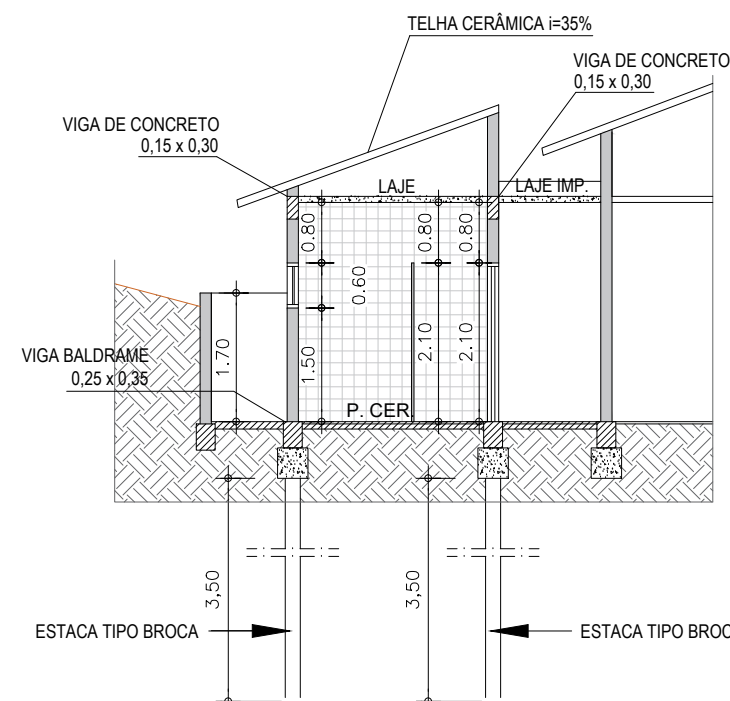 TELHA CERÂMICA i=35%
VIGA DE CONCRETO
0,15 x 0,30
VIGA DE CONCRETO
0,15 x 0,30
LAJE
LAJE IMP.
0.80
0.80
0.80
0.60
1.70
1.50
2.10
2.10
VIGA BALDRAME
0,25 x 0,35
P. CER.
3,50
3,50
ESTACA TIPO BROCA
ESTACA TIPO BROC